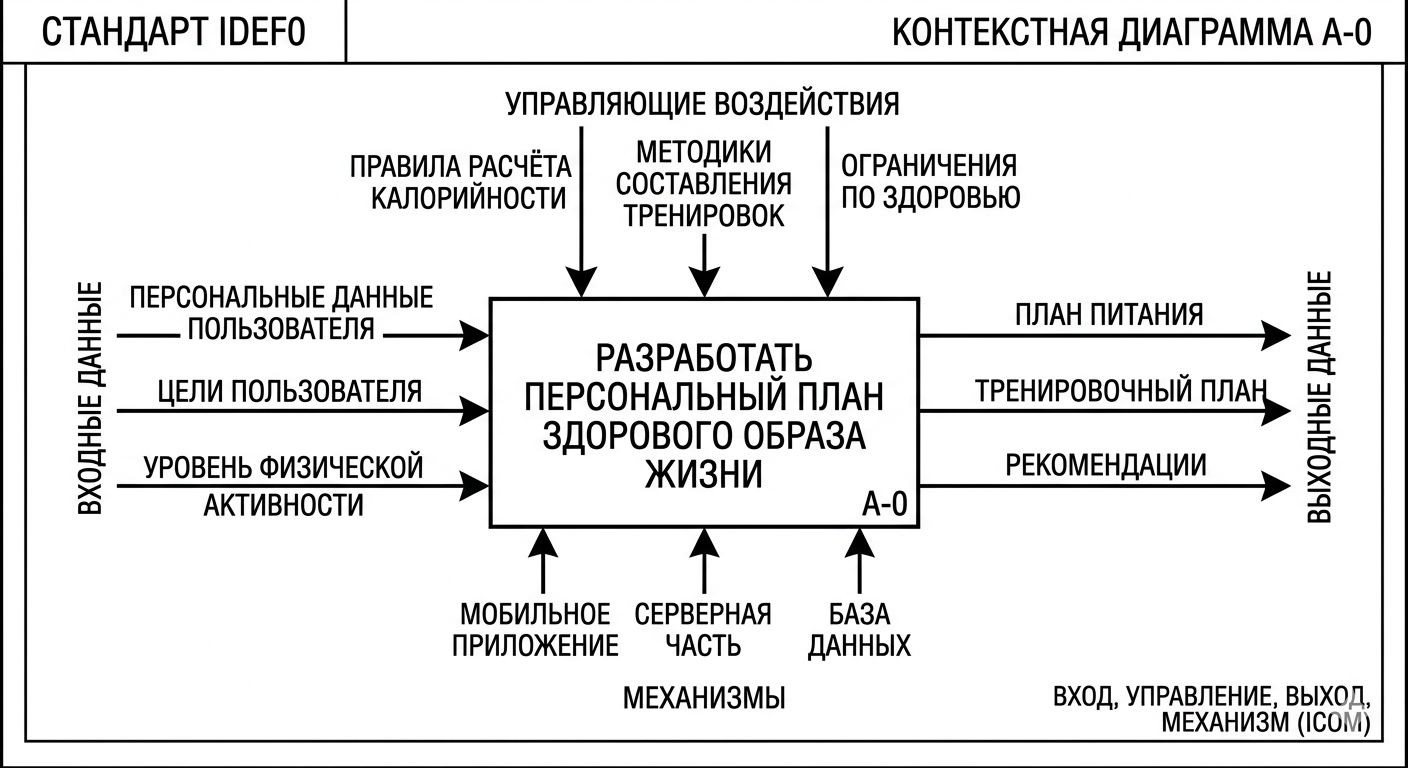 СТАНДАРТ IDEF0
КОНТЕКСТНАЯ ДИАГРАММА A-0
УПРАВЛЯЮЩИЕ ВОЗДЕЙСТВИЯ
ПРАВИЛА РАСЧЁТА
КАЛОРИЙНОСТИ
МЕТОДИКИ
СОСТАВЛЕНИЯ
ТРЕНИРОВОК
ОГРАНИЧЕНИЯ
ПО ЗДОРОВЬЮ
ВХОДНЫЕ ДАННЫЕ
ПЕРСОНАЛЬНЫЕ ДАННЫЕ
ПОЛЬЗОВАТЕЛЯ
ЦЕЛИ ПОЛЬЗОВАТЕЛЯ
УРОВЕНЬ ФИЗИЧЕСКОЙ
АКТИВНОСТИ
РАЗРАБОТАТЬ
ПЕРСОНАЛЬНЫЙ ПЛАН
ЗДОРОВОГО ОБРАЗА
ЖИЗНИ
A-0
ПЛАН ПИТАНИЯ
ТРЕНИРОВОЧНЫЙ ПЛАН
РЕКОМЕНДАЦИИ
ВЫХОДНЫЕ ДАННЫЕ
МОБИЛЬНОЕ
ПРИЛОЖЕНИЕ
СЕРВЕРНАЯ
ЧАСТЬ
БАЗА
ДАННЫХ
МЕХАНИЗМЫ
ВХОД, УПРАВЛЕНИЕ, ВЫХОД,
МЕХАНИЗМ (ICOM)